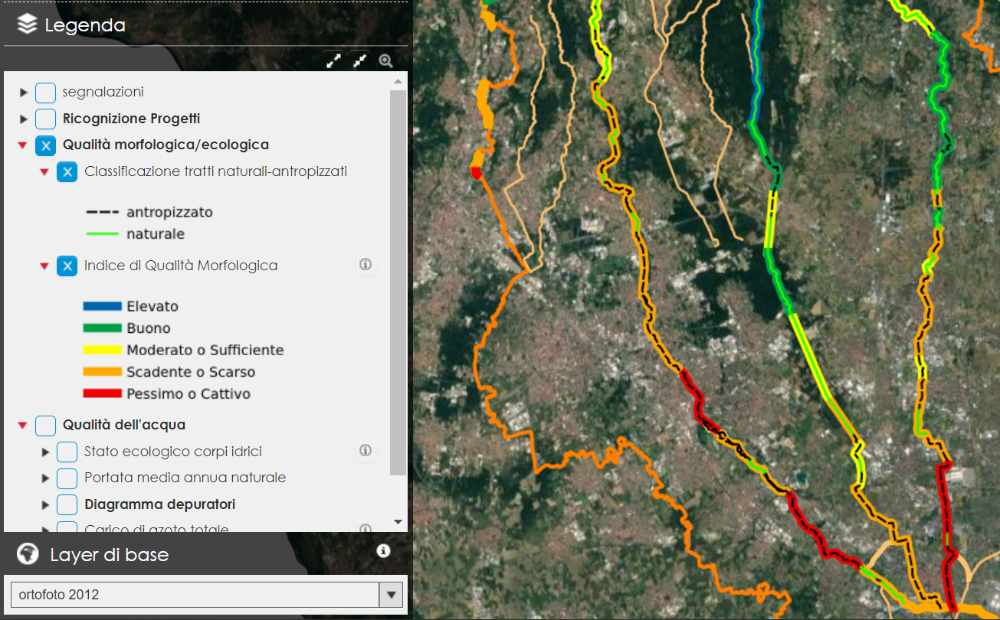 Legenda
segnalazioni
Ricognizione Progetti
Qualità morfologica/ecologica
Classificazione tratti naturali-antropizzati
antropizzato
naturale
Indice di Qualità Morfologica
Elevato
Buono
Moderato o Sufficiente
Scadente o Scarso
Pessimo o Cattivo
Qualità dell'acqua
Stato ecologico corpi idrici
Portata media annua naturale
Diagramma depuratori
Carico di azoto totale
Layer di base
ortofoto 2012